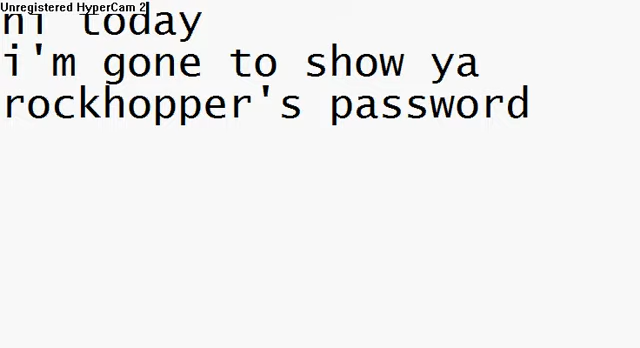 Unregistered HyperCam 2
hi today
i'm gone to show ya
rockhopper's password